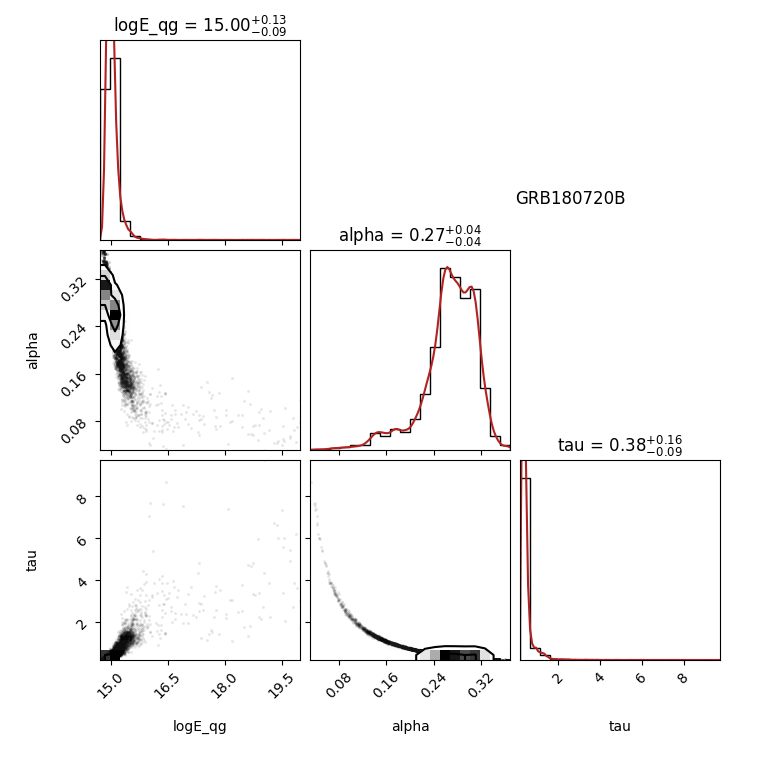 logE_qg = 15.00+0.13−0.09
GRB180720B
alpha = 0.27+0.04−0.04
alpha
0.32
0.24
0.16
0.08
tau = 0.38+0.16−0.09
tau
8
6
4
2
15.0 16.5 18.0 19.5
0.08 0.16 0.24 0.32
2 4 6 8
logE_qg alpha tau